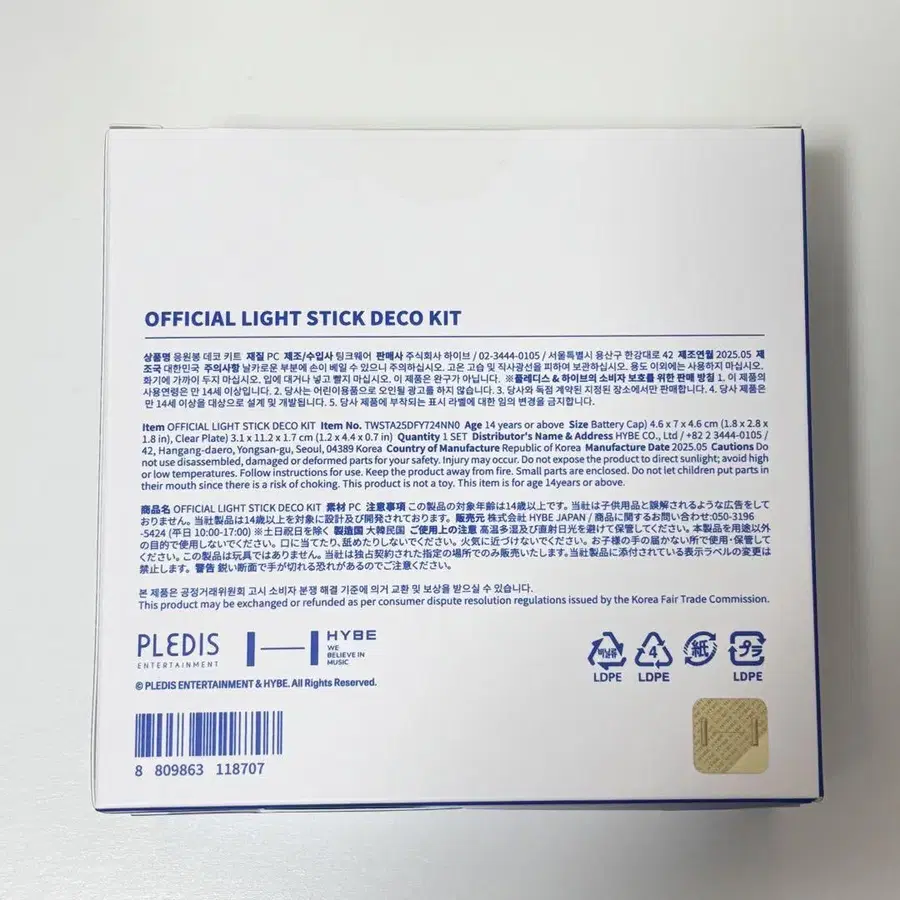 OFFICIAL LIGHT STICK DECO KIT
상품명 응원봉 데코 키트 재질 PC 제조/수입사 팅크웨어 판매사 주식회사 하이브 / 02-3444-0105 / 서울특별시 용산구 한강대로 42 제조연월 2025.05 제
조국 대한민국 주의사항 날카로운 부분에 손이 베일 수 있으니 주의하십시오. 고온 고습 및 직사광선을 피하여 보관하십시오. 용도 이외에는 사용하지 마십시오.
화기에 가까이 두지 마십시오. 입에 대거나 넣고 빨지 마십시오. 이 제품은 완구가 아닙니다. ※플레디스 & 하이브의 소비자 보호를 위한 판매 방침 1. 이 제품의
사용연령은 만 14세 이상입니다. 2. 당사는 어린이용품으로 오인될 광고를 하지 않습니다. 3. 당사와 독점 계약된 지정된 장소에서만 판매합니다. 4. 당사 제품은
만 14세 이상을 대상으로 설계 및 개발됩니다. 5. 당사 제품에 부착되는 표시 라벨에 대한 임의 변경을 금지합니다.
Item OFFICIAL LIGHT STICK DECO KIT Item No. TWSTA25DFY724NN0 Age 14 years or above Size Battery Cap) 4.6 x 7 x 4.6 cm (1.8 x 2.8 x
1.8 in), Clear Plate) 3.1 x 11.2 x 1.7 cm (1.2 x 4.4 x 0.7 in) Quantity 1 SET Distributor's Name & Address HYBE CO., Ltd / +82 2 3444-0105 /
42, Hangang-daero, Yongsan-gu, Seoul, 04389 Korea Country of Manufacture Republic of Korea Manufacture Date 2025.05 Cautions Do
not use disassembled, damaged or deformed parts for your safety. Injury may occur. Do not expose the product to direct sunlight; avoid high
or low temperatures. Follow instructions for use. Keep the product away from fire. Small parts are enclosed. Do not let children put parts in
their mouth since there is a risk of choking. This product is not a toy. This item is for age 14years or above.
商品名 OFFICIAL LIGHT STICK DECO KIT 素材 PC 注意事項 この製品の対象年齢は14歳以上です。当社は子供用品と誤解されるような広告をして
おりません。当社製品は14歳以上を対象に設計及び開発されております。販売元 株式会社 HYBE JAPAN / 商品に関するお問い合わせ:050-3196
-5424 (平日 10:00-17:00) ※土日祝日を除く 製造国 大韓民国 ご使用上の注意 高温多湿及び直射日光を避けて保管してください。本製品を用途以外
の目的で使用しないでください。口に当てたり、舐めたりしないでください。火気に近づけないでください。お子様の手の届かない所で使用・保管して
ください。この製品は玩具ではありません。当社は独占契約された指定の場所でのみ販売いたします。当社製品に添付されている表示ラベルの変更は
禁止します。警告 鋭い断面で手が切れる恐れがあるのでご注意ください。
본 제품은 공정거래위원회 고시 소비자 분쟁 해결 기준에 의거 교환 및 보상을 받으실 수 있습니다.
This product may be exchanged or refunded as per consumer dispute resolution regulations issued by the Korea Fair Trade Commission.
PLEDIS
ENTERTAINMENT
HYBE
WE
BELIEVE IN
MUSIC
비닐류
LDPE
4
LDPE
紙
プラ
LDPE
© PLEDIS ENTERTAINMENT & HYBE. All Rights Reserved.
8 809863 118707